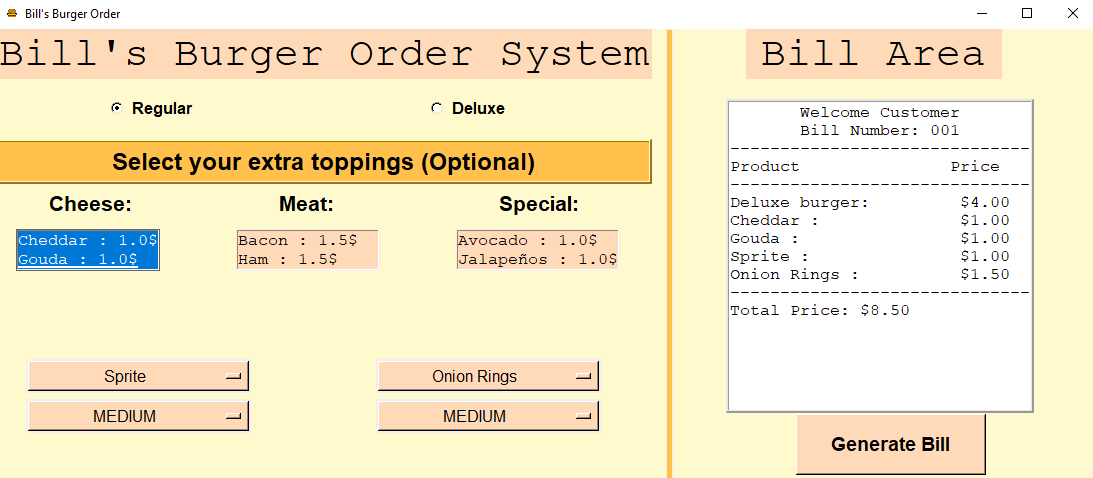 Bill's Burger Order
Bill's Burger Order System
Regular
Deluxe
Select your extra toppings (Optional)
Cheese:
Meat:
Special:
Cheddar : 1.0$
Gouda : 1.0$
Bacon : 1.5$
Ham : 1.5$
Avocado : 1.0$
Jalapeños : 1.0$
Sprite
Onion Rings
MEDIUM
MEDIUM
Bill Area
Welcome Customer
Bill Number: 001
------------------------------
Product Price
------------------------------
Deluxe burger: $4.00
Cheddar : $1.00
Gouda : $1.00
Sprite : $1.00
Onion Rings : $1.50
------------------------------
Total Price: $8.50
Generate Bill